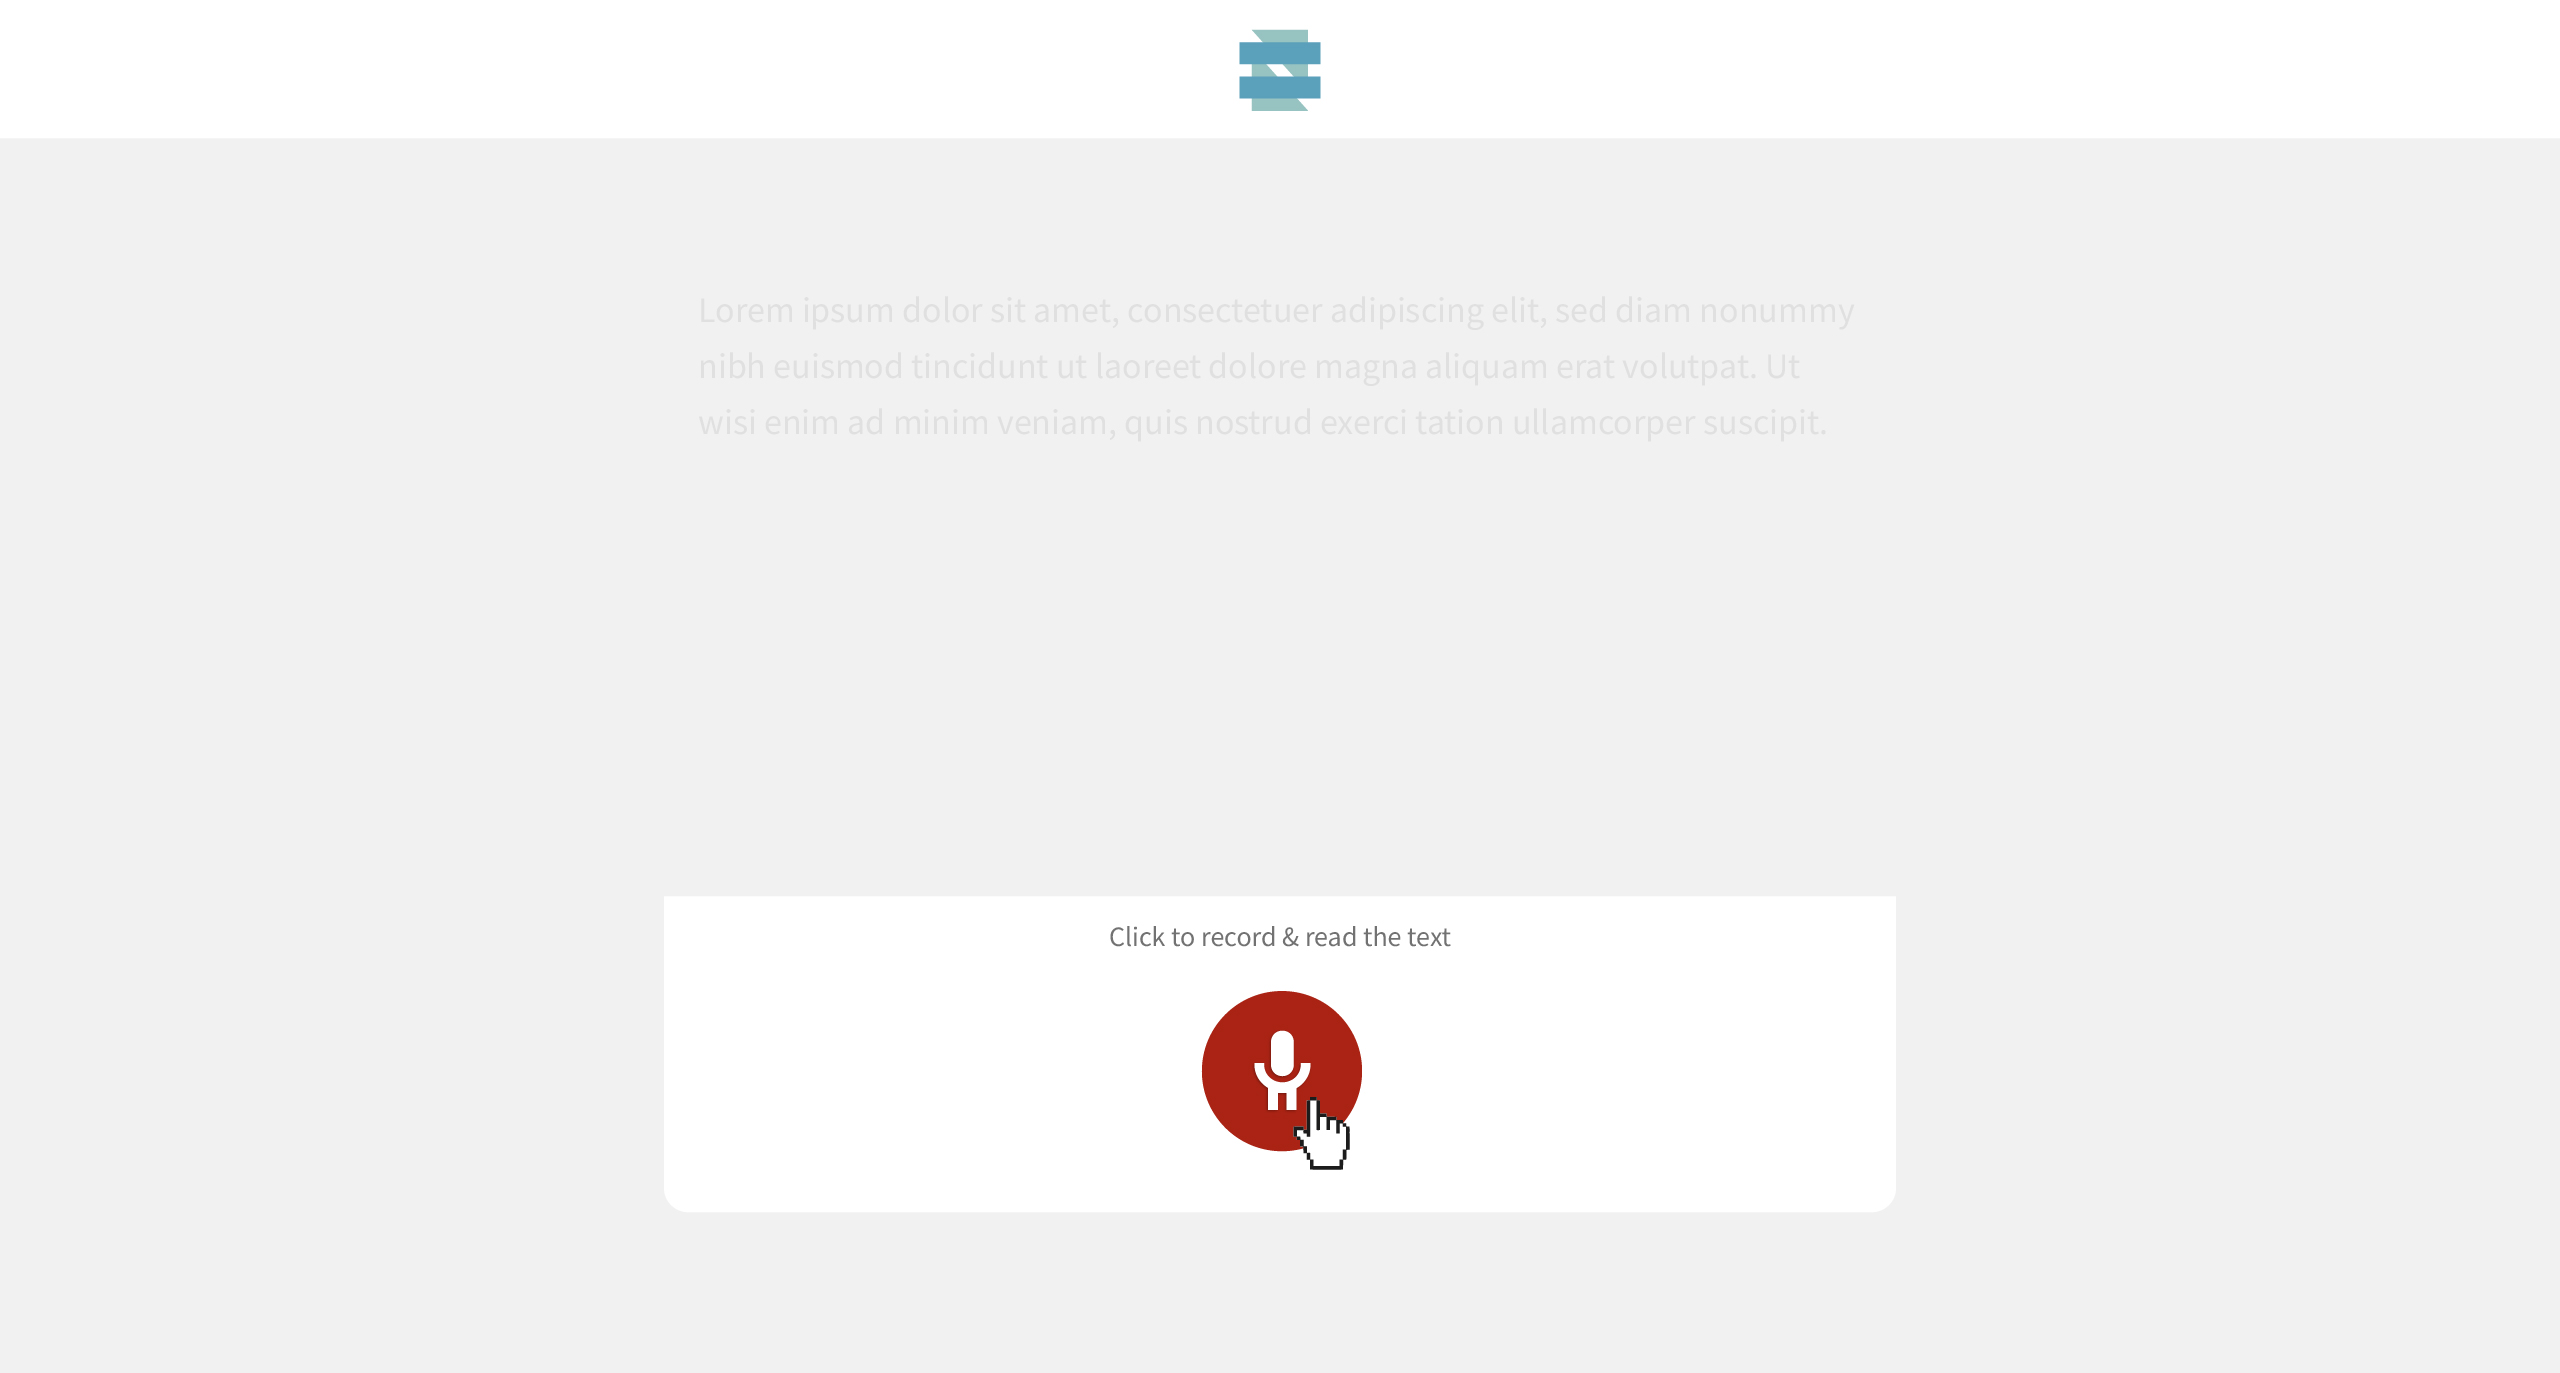 Lorem ipsum dolor sit amet, consectetuer adipiscing elit, sed diam nonummy
nibh euismod tincidunt ut laoreet dolore magna aliquam erat volutpat. Ut
wisi enim ad minim veniam, quis nostrud exerci tation ullamcorper suscipit.
Click to record & read the text